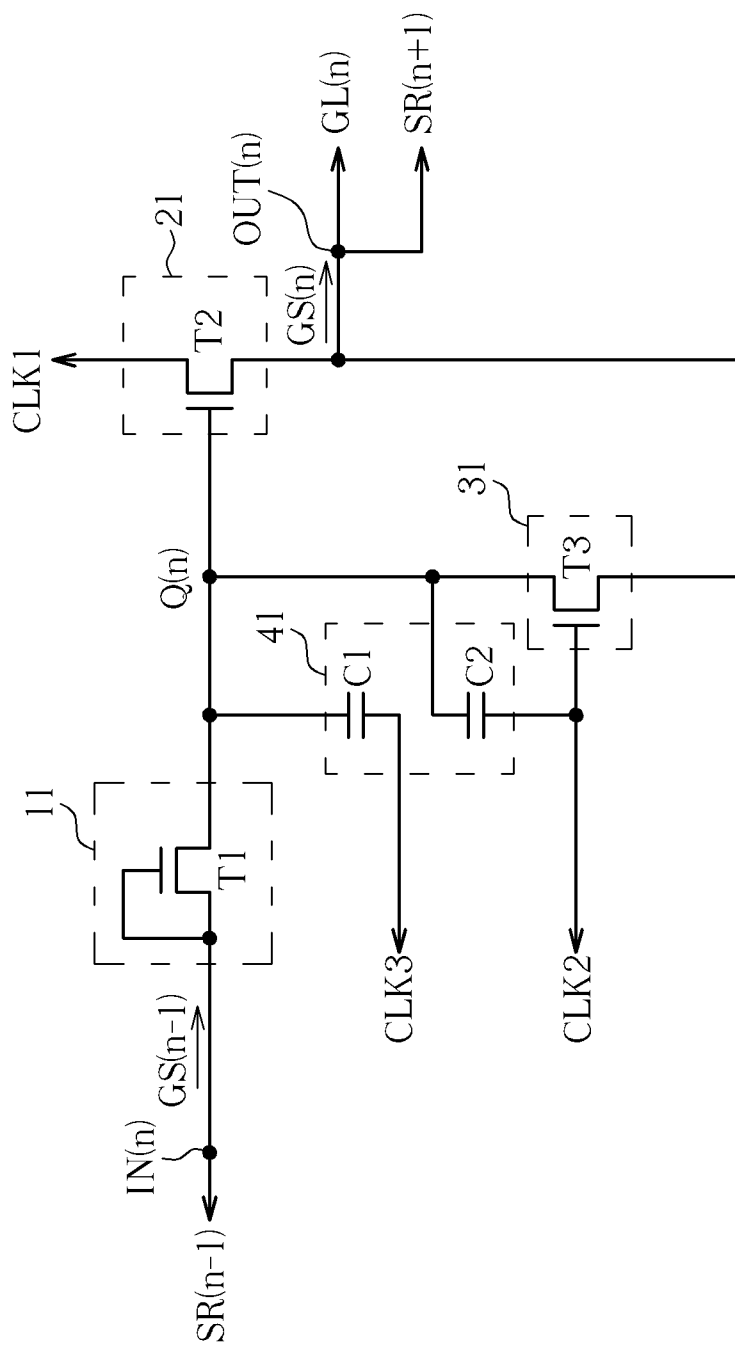 CLK1
21
T2
OUT(n)
GS(n)
GL(n)
SR(n+1)
Q(n)
11
T1
GS(n-1)
IN(n)
SR(n-1)
41
C1
C2
31
T3
CLK3
CLK2